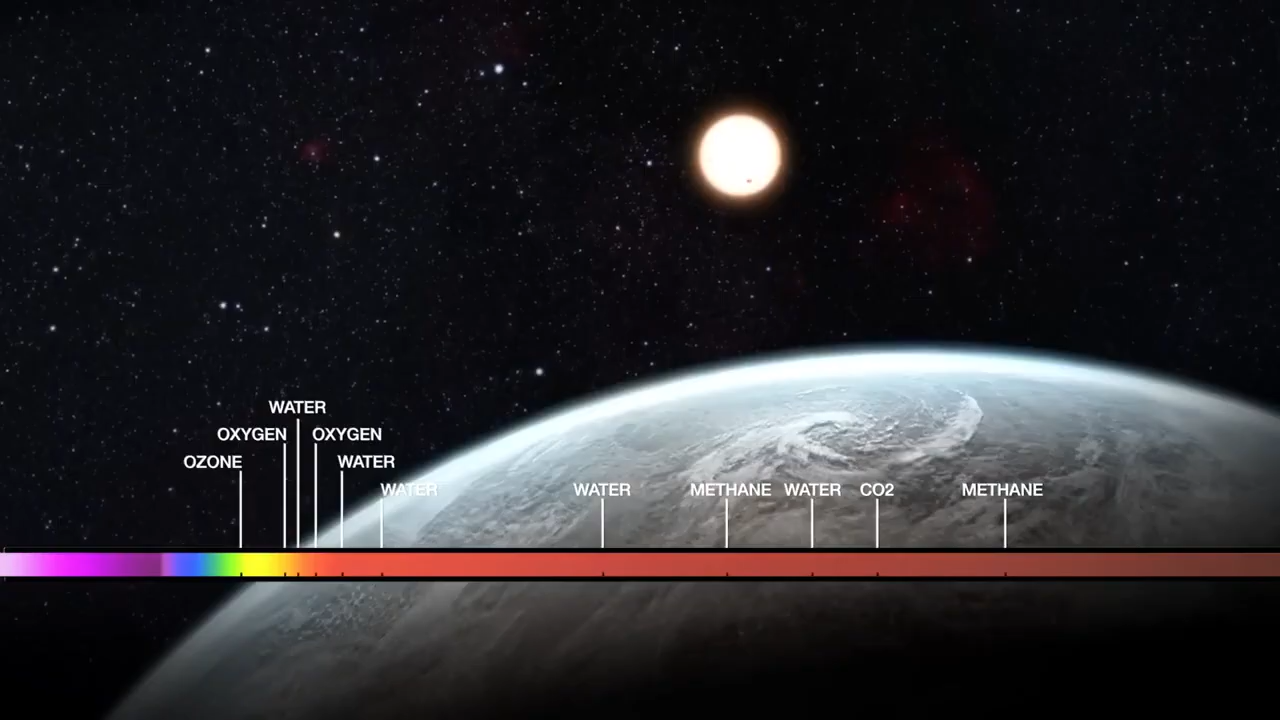 WATER
OXYGEN OXYGEN
OZONE WATER
WATER WATER METHANE WATER CO2 METHANE